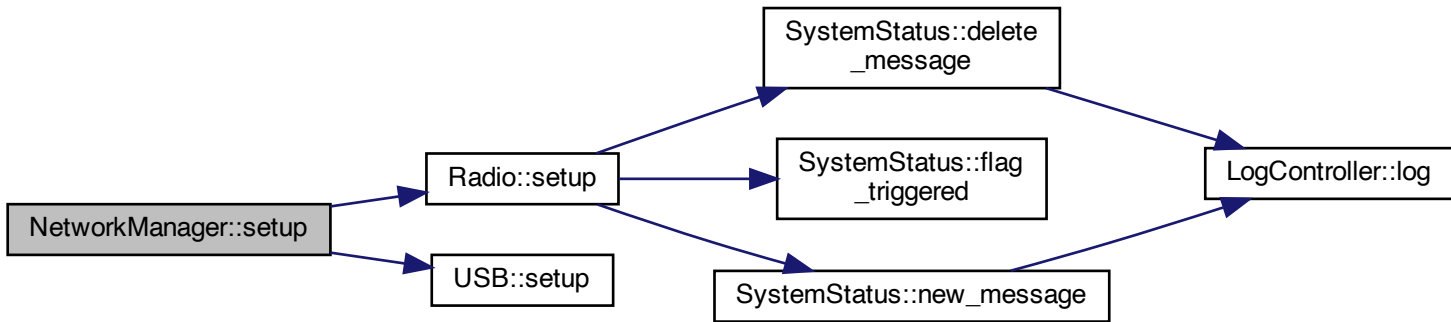 NetworkManager::setup
Radio::setup
USB::setup
SystemStatus::delete
_message
SystemStatus::flag
_triggered
SystemStatus::new_message
LogController::log